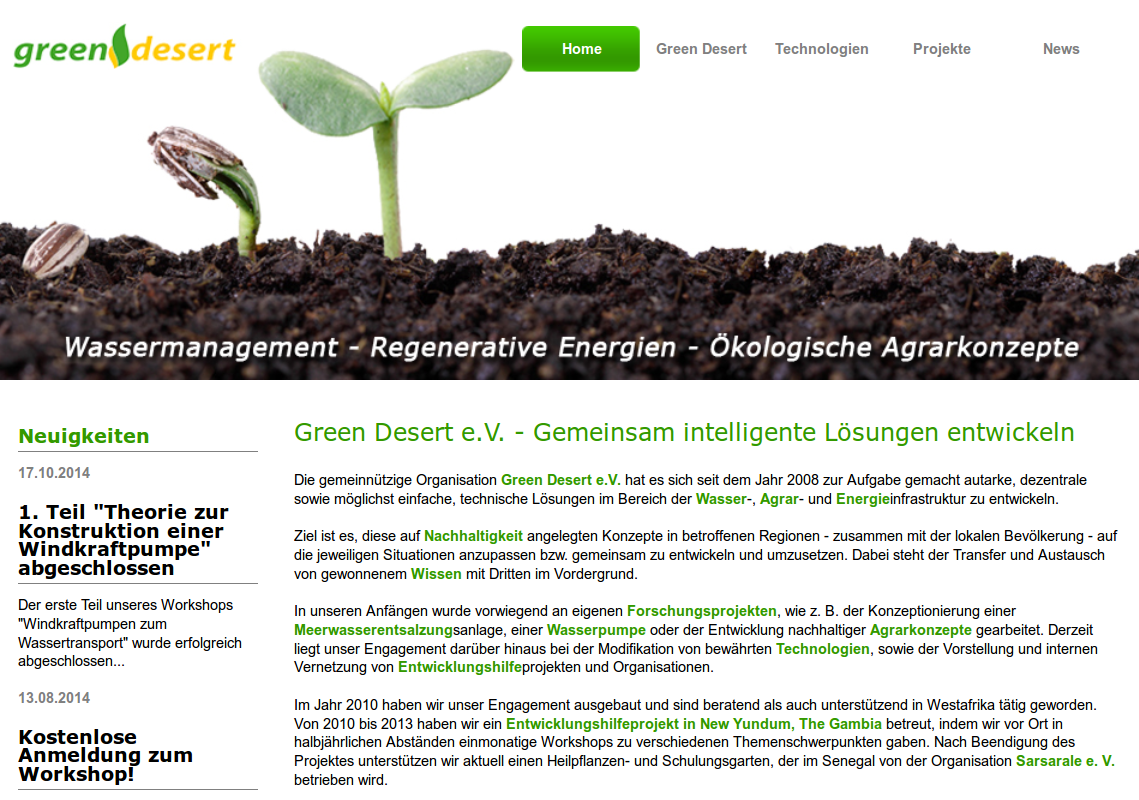 green desert
Home
Green Desert
Technologien
Projekte
News
Wassermanagement - Regenerative Energien - Ökologische Agrarkonzepte
Neuigkeiten
17.10.2014
1. Teil "Theorie zur
Konstruktion einer
Windkraftpumpe"
abgeschlossen
Der erste Teil unseres Workshops
"Windkraftpumpen zum
Wassertransport" wurde erfolgreich
abgeschlossen...
13.08.2014
Kostenlose
Anmeldung zum
Workshop!
Green Desert e.V. - Gemeinsam intelligente Lösungen entwickeln
Die gemeinnützige Organisation Green Desert e.V. hat es sich seit dem Jahr 2008 zur Aufgabe gemacht autarke, dezentrale
sowie möglichst einfache, technische Lösungen im Bereich der Wasser-, Agrar- und Energieinfrastruktur zu entwickeln.
Ziel ist es, diese auf Nachhaltigkeit angelegten Konzepte in betroffenen Regionen - zusammen mit der lokalen Bevölkerung - auf
die jeweiligen Situationen anzupassen bzw. gemeinsam zu entwickeln und umzusetzen. Dabei steht der Transfer und Austausch
von gewonnenem Wissen mit Dritten im Vordergrund.
In unseren Anfängen wurde vorwiegend an eigenen Forschungsprojekten, wie z. B. der Konzeptionierung einer
Meerwasserentsalzungsanlage, einer Wasserpumpe oder der Entwicklung nachhaltiger Agrarkonzepte gearbeitet. Derzeit
liegt unser Engagement darüber hinaus bei der Modifikation von bewährten Technologien, sowie der Vorstellung und internen
Vernetzung von Entwicklungshilfeprojekten und Organisationen.
Im Jahr 2010 haben wir unser Engagement ausgebaut und sind beratend als auch unterstützend in Westafrika tätig geworden.
Von 2010 bis 2013 haben wir ein Entwicklungshilfeprojekt in New Yundum, The Gambia betreut, indem wir vor Ort in
halbjährlichen Abständen einmonatige Workshops zu verschiedenen Themenschwerpunkten gaben. Nach Beendigung des
Projektes unterstützen wir aktuell einen Heilpflanzen- und Schulungsgarten, der im Senegal von der Organisation Sarsarale e. V.
betrieben wird.